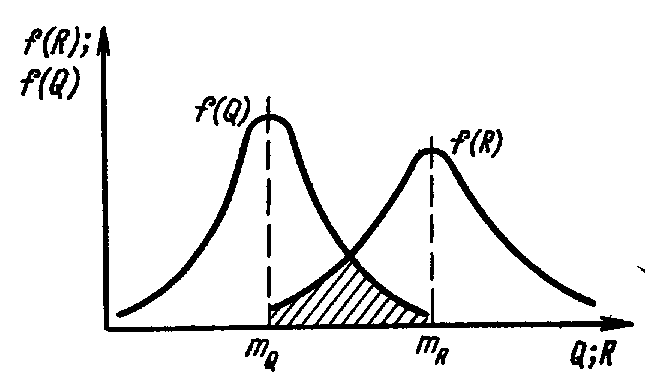 f(R);
f(Q)
f(Q)
f(R)
m_Q
m_R
Q;R